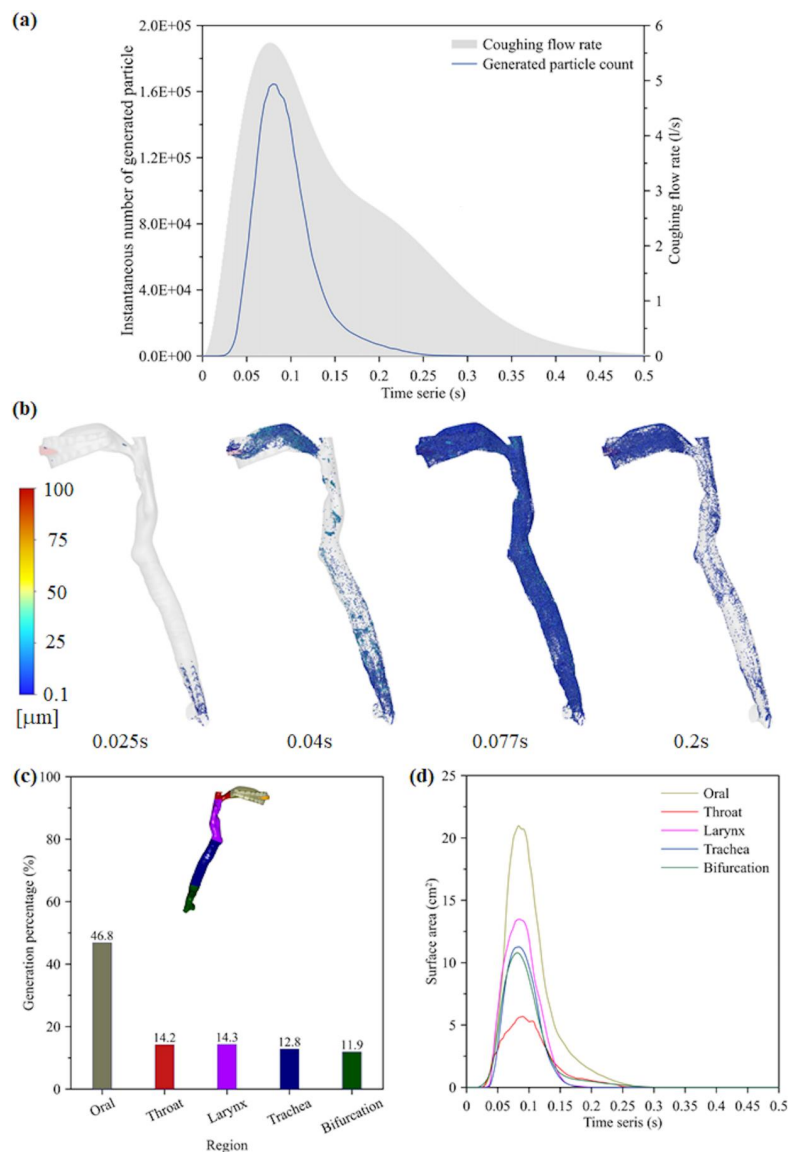 (a)
2.0E+05
1.6E+05
1.2E+05
8.0E+04
4.0E+04
0.0E+00
Instantaneous number of generated particle
Coughing flow rate
Generated particle count
6
5
4
3
2
1
0
Coughing flow rate (l/s)
0 0.05 0.1 0.15 0.2 0.25 0.3 0.35 0.4 0.45 0.5
Time serie (s)
(b)
100
75
50
25
0.1
[μm]
0.025s 0.04s 0.077s 0.2s
(c)
100
80
60
40
20
0
Generation percentage (%)
46.8
14.2
14.3
12.8
11.9
Oral Throat Larynx Trachea Bifurcation
Region
(d)
25
20
15
10
5
0
Surface area (cm²)
Oral
Throat
Larynx
Trachea
Bifurcation
0 0.05 0.1 0.15 0.2 0.25 0.3 0.35 0.4 0.45 0.5
Time seris (s)